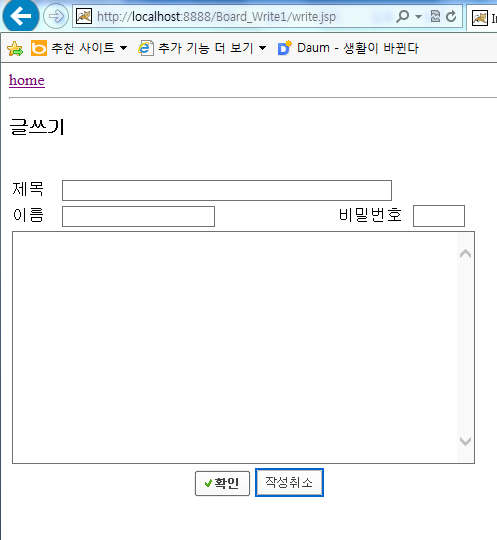 http://localhost:8888/Board_Write1/write.jsp
추천 사이트 추가 기능 더 보기 Daum - 생활이 바뀐다
home
글쓰기
제목
이름 비밀번호
확인 작성취소